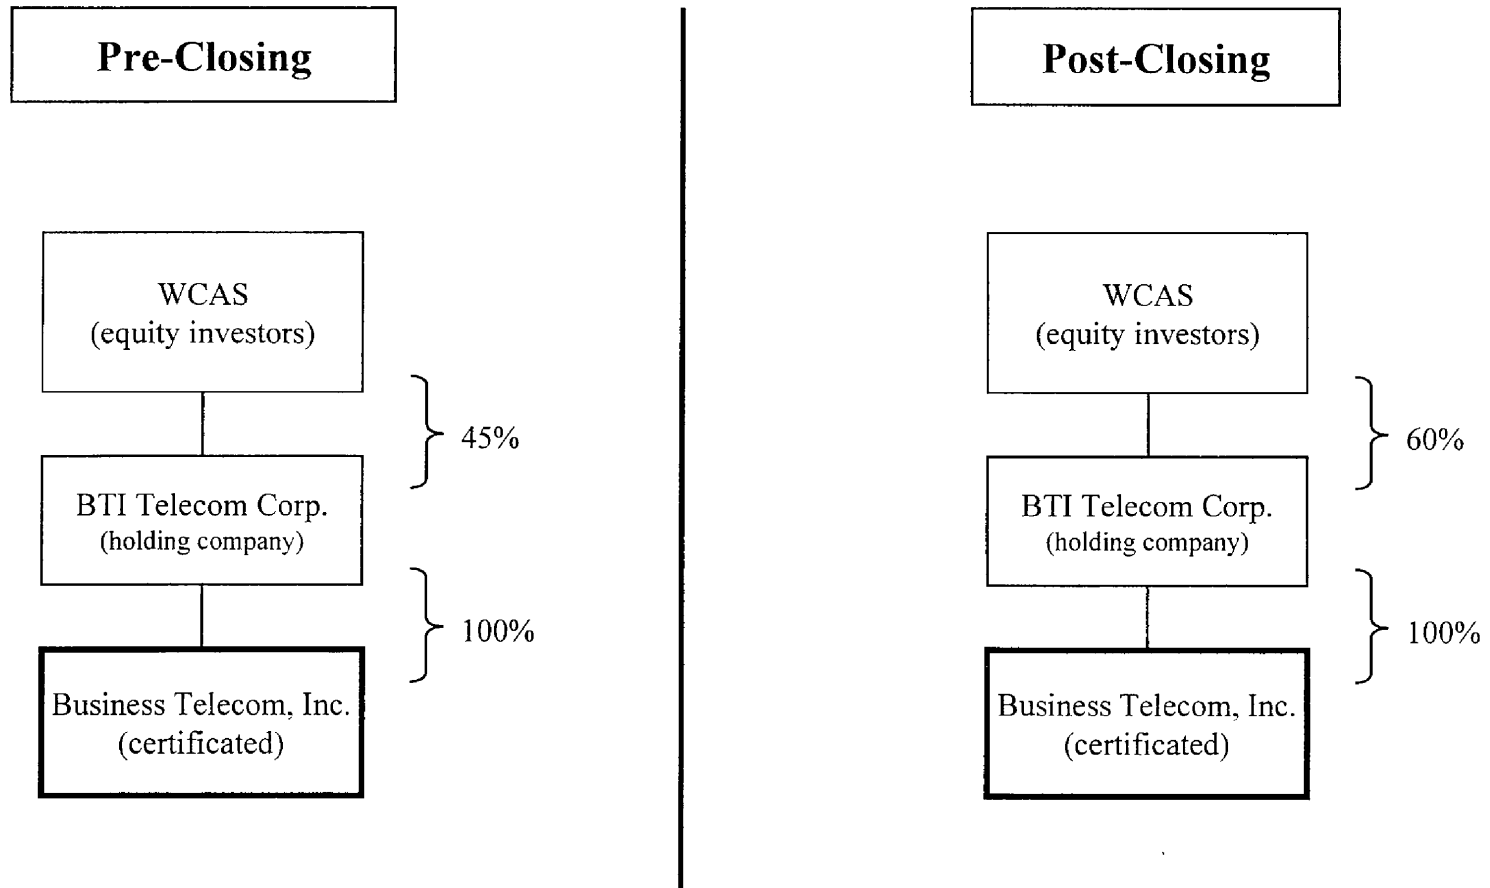 Pre-Closing
WCAS
(equity investors)
45%
BTI Telecom Corp.
(holding company)
100%
Business Telecom, Inc.
(certificated)
Post-Closing
WCAS
(equity investors)
60%
BTI Telecom Corp.
(holding company)
100%
Business Telecom, Inc.
(certificated)